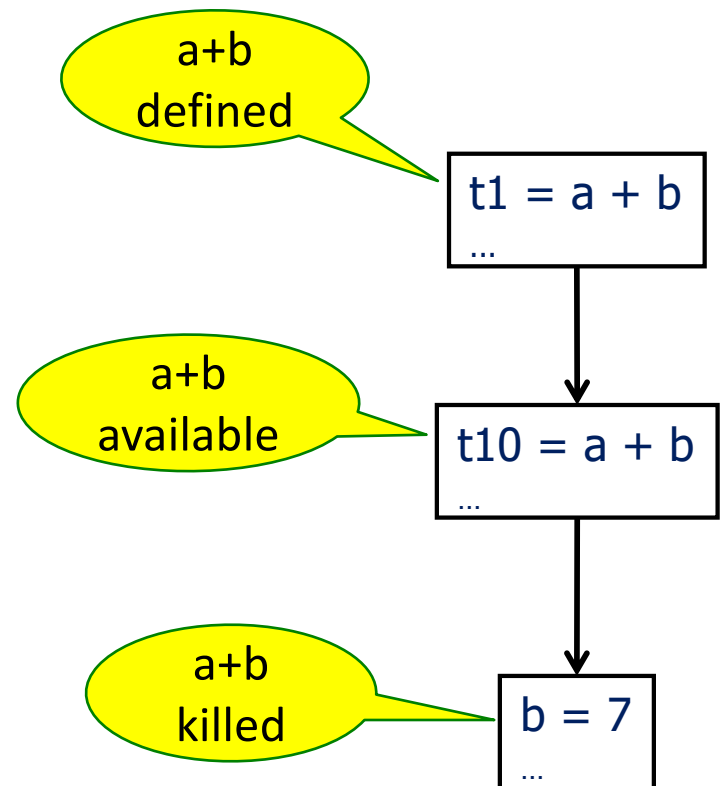 a+b
defined
t1 = a + b
...
a+b
available
t10 = a + b
...
a+b
killed
b = 7
...